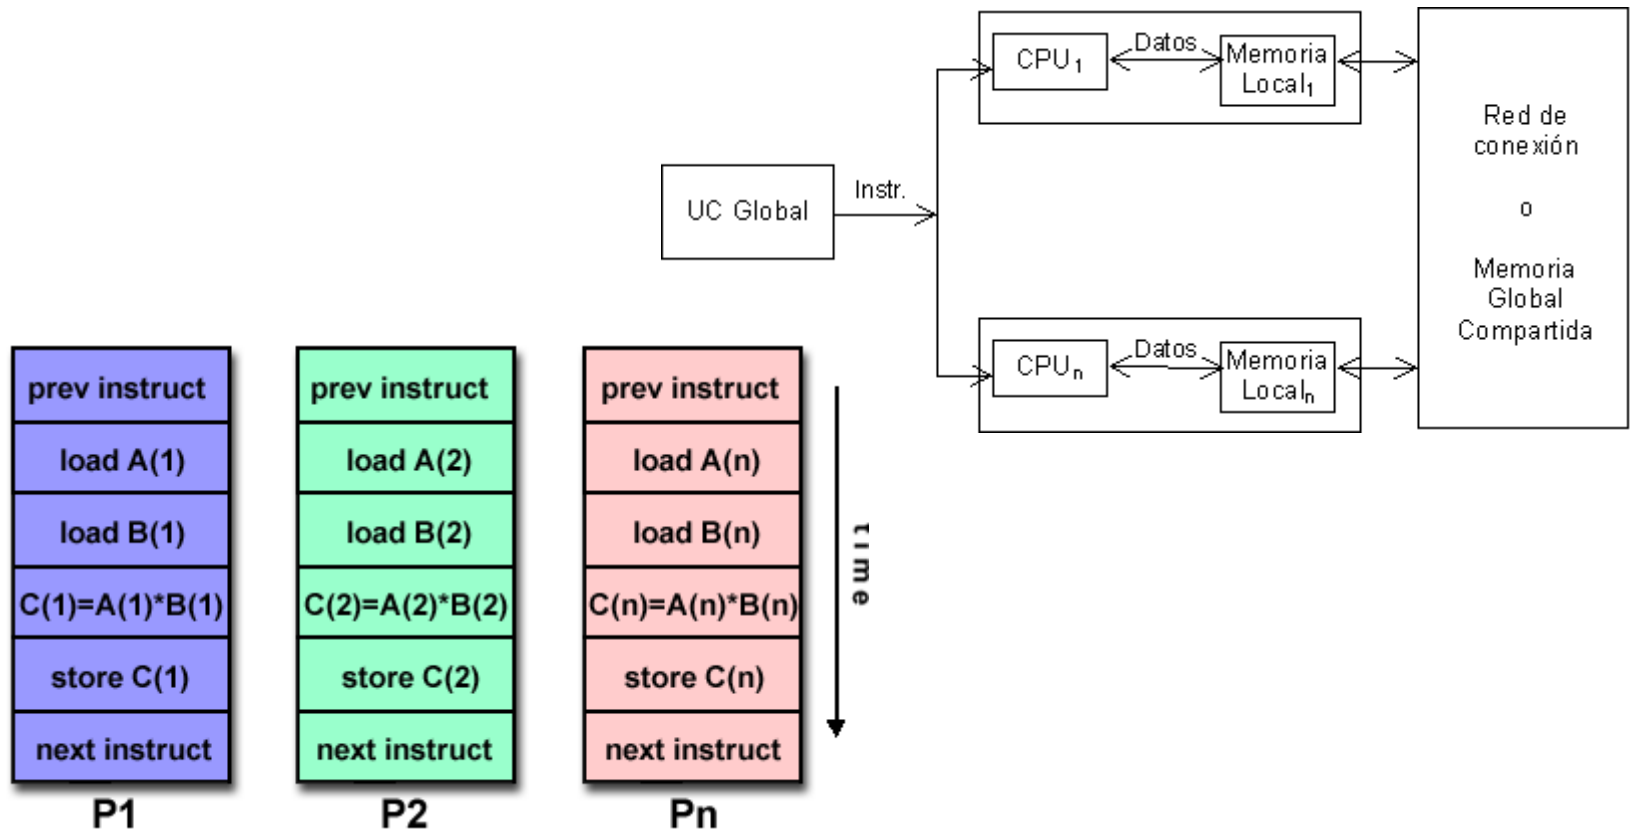 CPU1
Datos
Memoria
Local1
Red de
conexión
o
Memoria
Global
Compartida
UC Global
Instr.
CPUn
Datos
Memoria
Localn
prev instruct
load A(1)
load B(1)
C(1)=A(1)*B(1)
store C(1)
next instruct
P1
prev instruct
load A(2)
load B(2)
C(2)=A(2)*B(2)
store C(2)
next instruct
P2
prev instruct
load A(n)
load B(n)
C(n)=A(n)*B(n)
store C(n)
next instruct
Pn
time